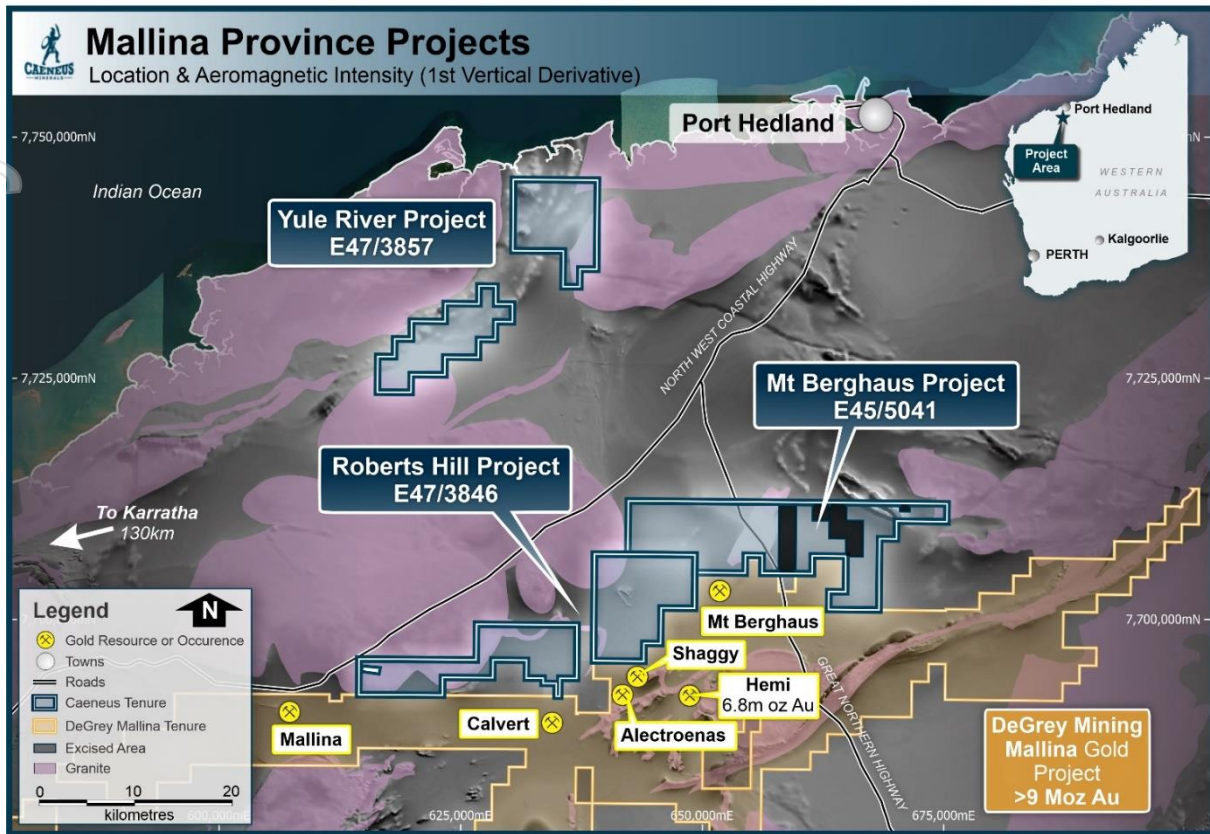 CAENEUS
MINERALS
Mallina Province Projects
Location & Aeromagnetic Intensity (1st Vertical Derivative)
7,750,000mN
7,750,000mN
Indian Ocean
Port Hedland
Port Hedland
Project
Area
WESTERN
AUSTRALIA
Kalgoorlie
PERTH
Yule River Project
E47/3857
NORTH WEST COASTAL HIGHWAY
7,725,000mN
7,725,000mN
Mt Berghaus Project
E45/5041
Roberts Hill Project
E47/3846
To Karratha
130km
Legend
N
Gold Resource or Occurence
Towns
Roads
Caeneus Tenure
DeGrey Mallina Tenure
Excised Area
Granite
0
10
20
kilometres
7,700,000mN
Mt Berghaus
Shaggy
Hemi
6.8m oz Au
Alectroenas
Calvert
Mallina
GREAT NORTHERN HIGHWAY
DeGrey Mining
Mallina Gold
Project
>9 Moz Au
600,000mE
625,000mE
650,000mE
675,000mE